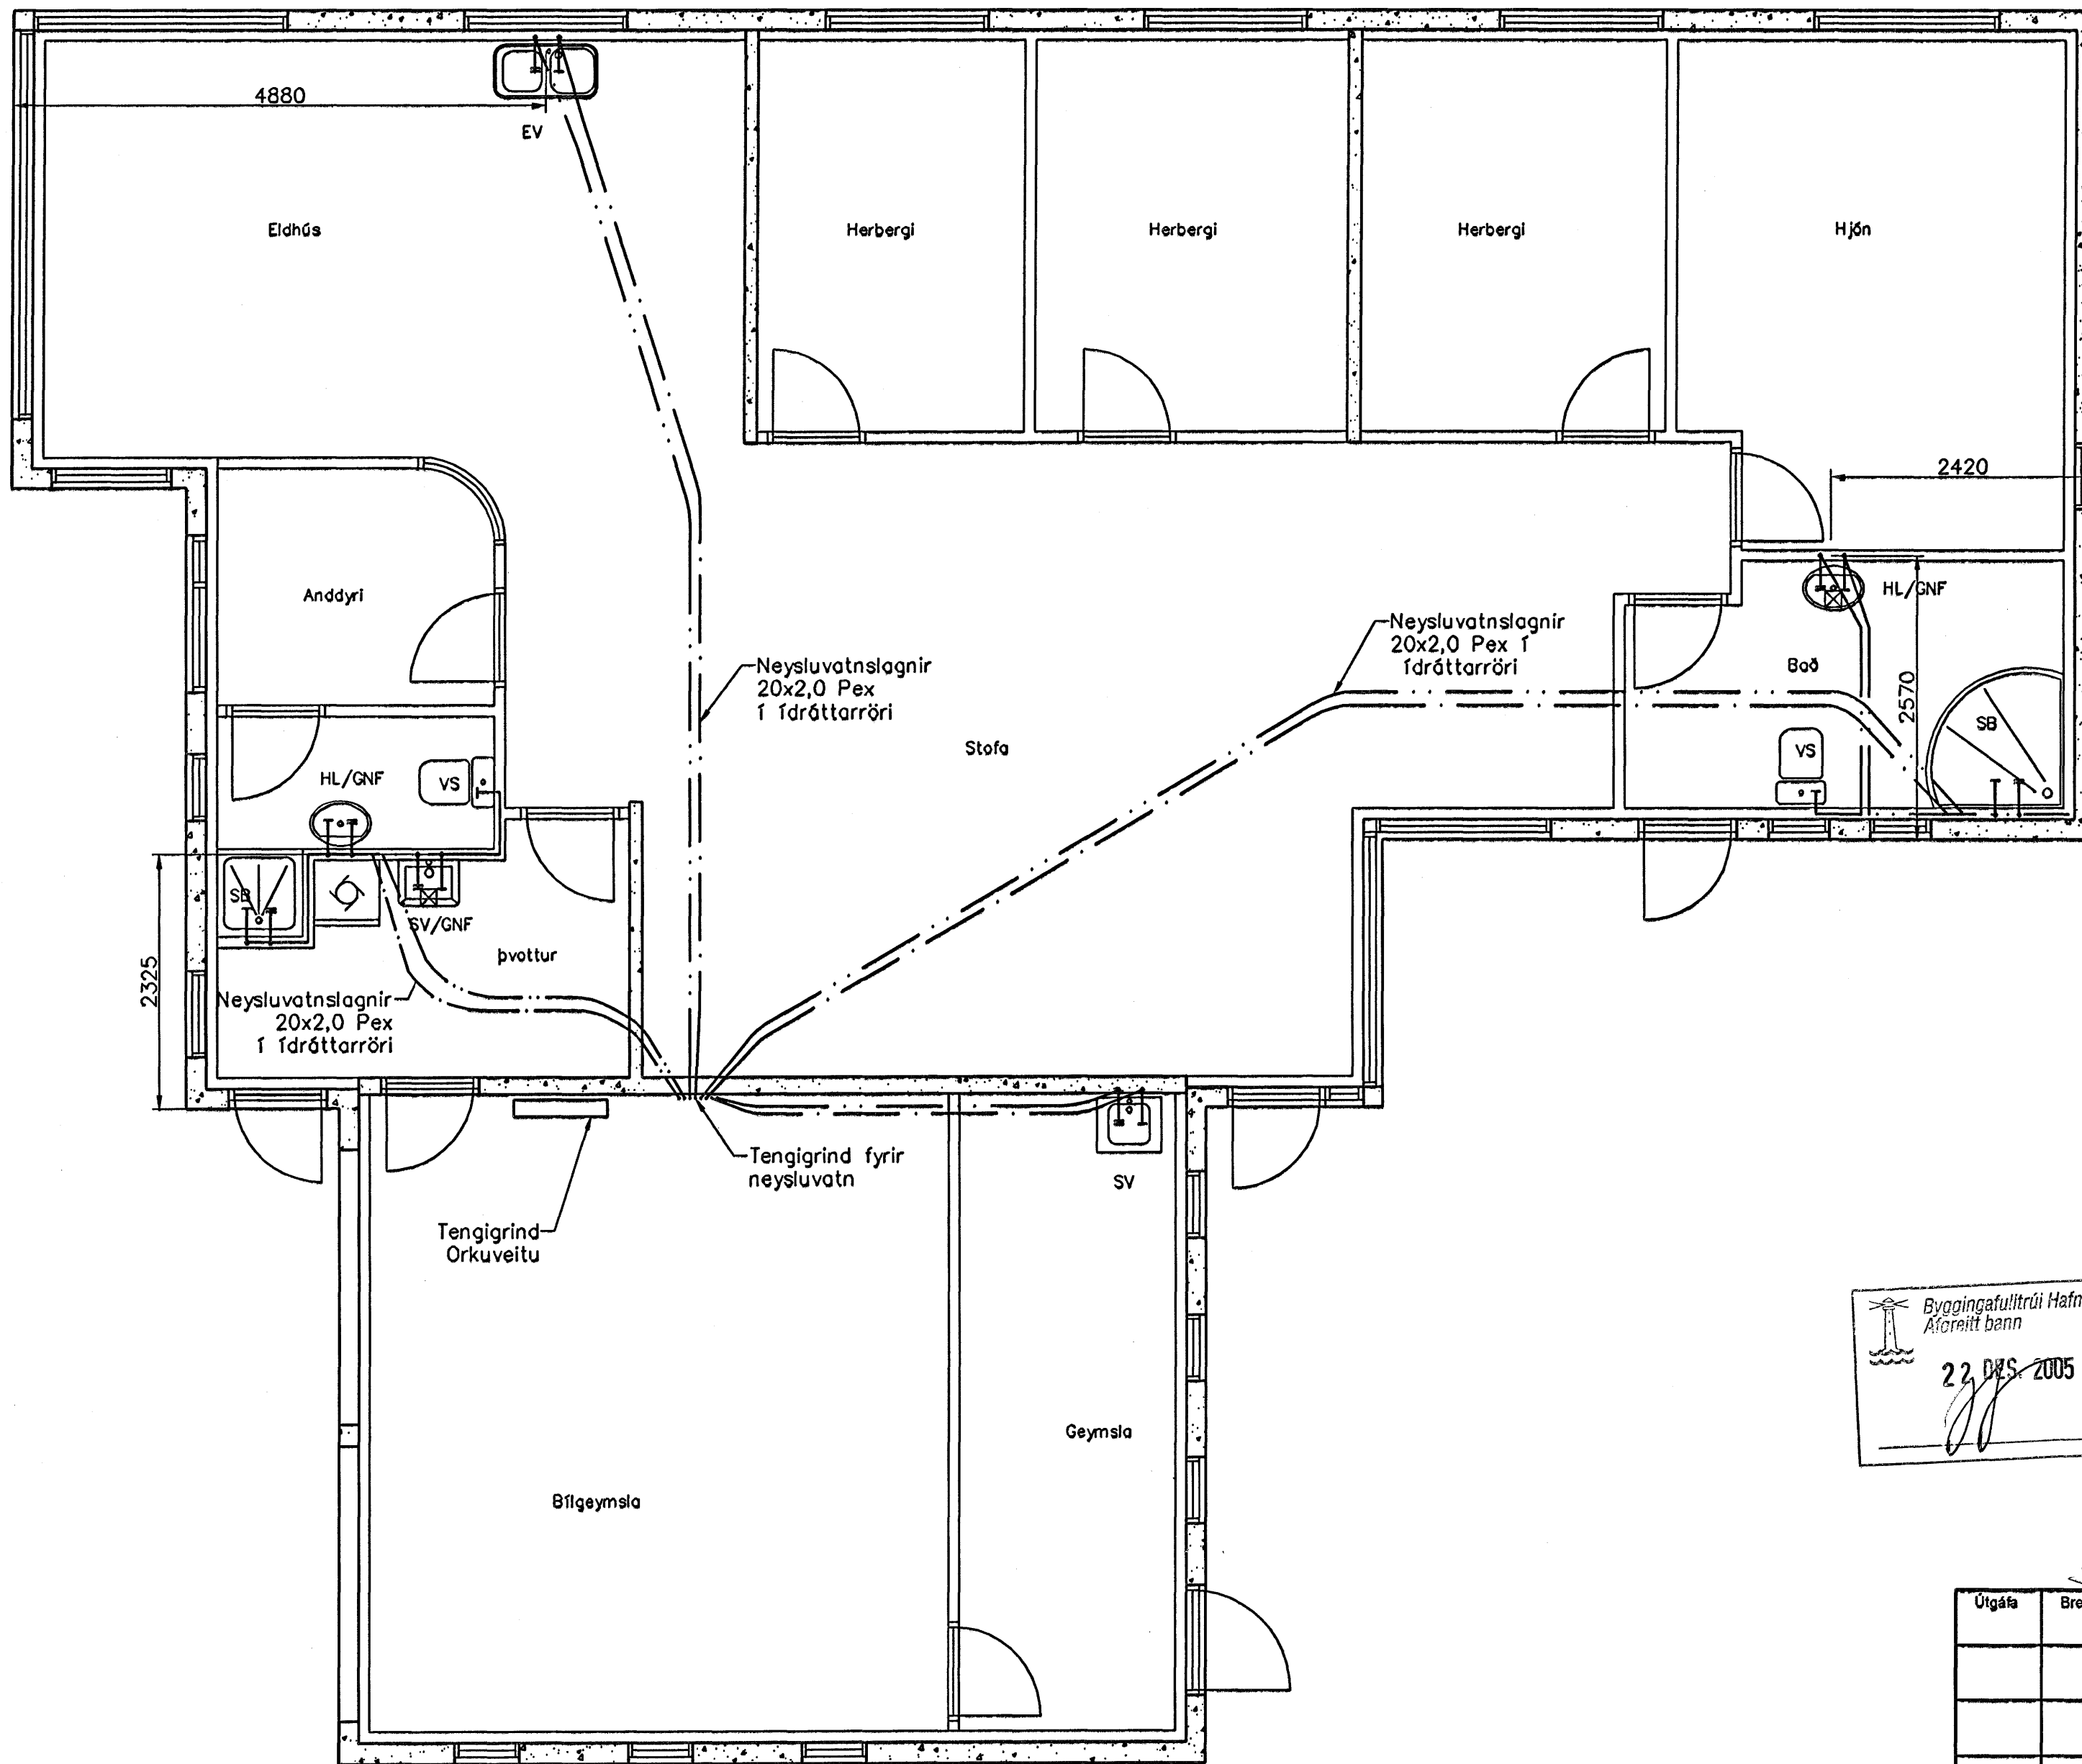 4880
EV
Eldhús
Herbergi
Herbergi
Herbergi
Hjón
2420
Anddyri
HL/GNF
Neysluvatnslagnir
20x2,0 Pex í
ídráttarröri
Bað
2570
Neysluvatnslagnir
20x2,0 Pex
í ídráttarröri
SB
Stofa
VS
HL/GNF
VS
SB
SV/GNF
Þvottur
2325
Neysluvatnslagnir
20x2,0 Pex
í ídráttarröri
Tengigrind fyrir
neysluvatn
SV
Tengigrind
Orkuveitu
Byggingafulltrúi Hafn
Afgreitt þann
22 DES. 2005
Geymsla
Bílgeymsla
Útgáfa
Bre